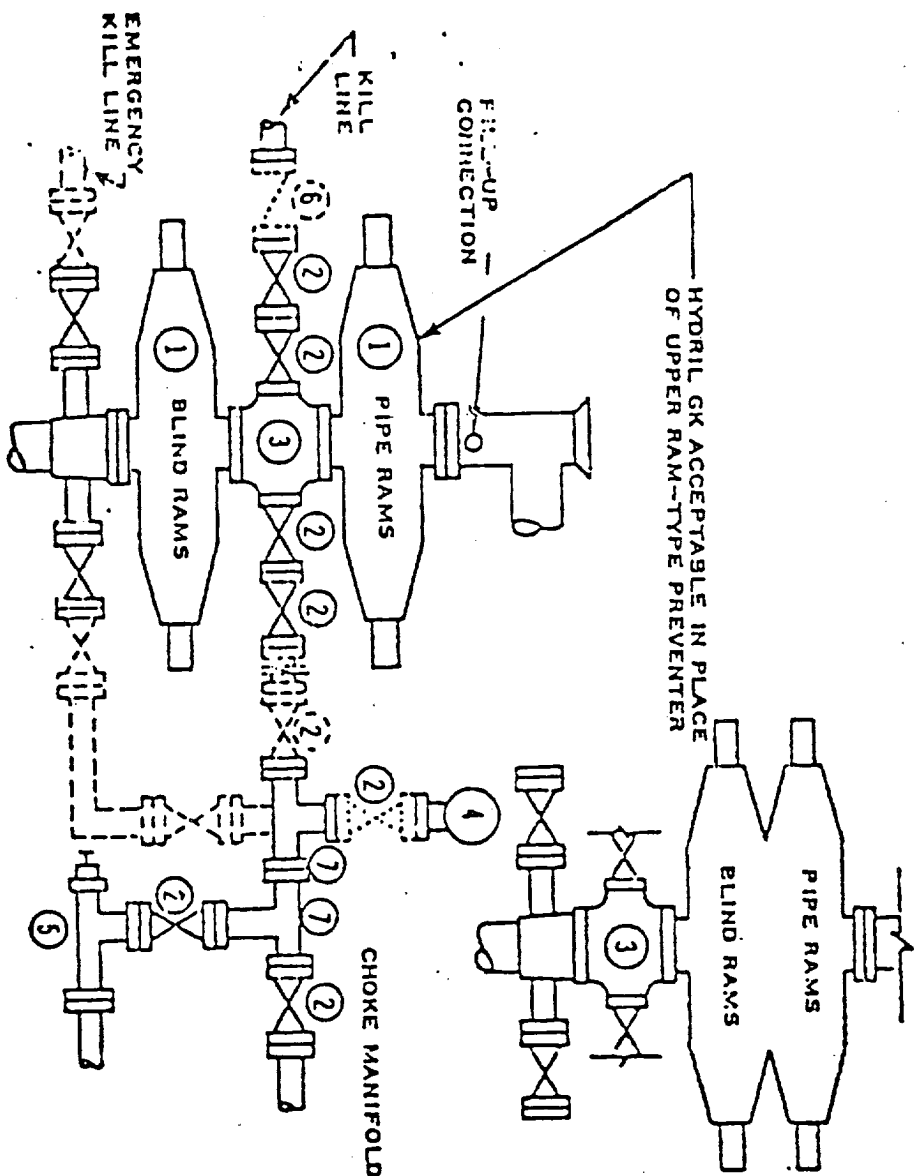 HYDRIL GK ACCEPTABLE IN PLACE
OF UPPER RAM-TYPE PREVENTER
CONNECTION
KILL
LINE
EMERGENCY
KILL LINE
1
PIPE RAMS
6
2
2
3
2
2
2
1
BLIND RAMS
2
4
7
7
2
2
5
CHOKE MANIFOLD
PIPE RAMS
BLIND RAMS
3